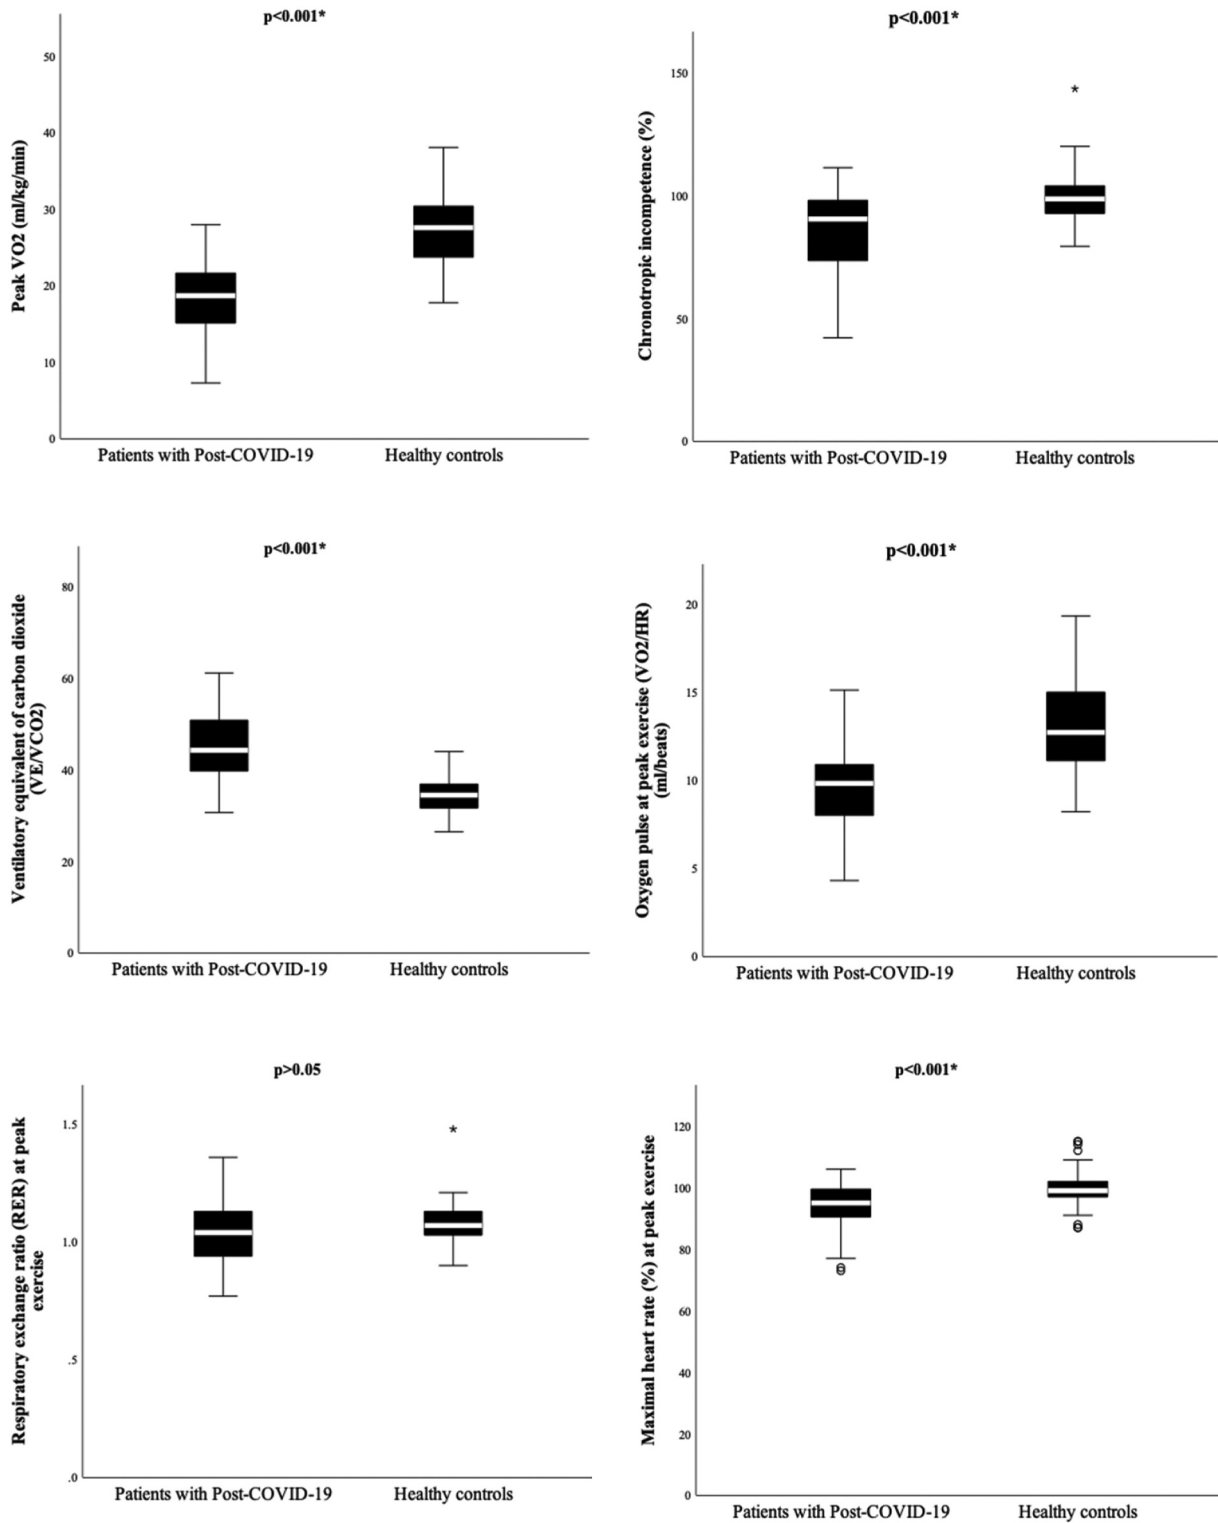 p<0.001*
Peak VO2 (ml/kg/min)
50
40
30
20
10
0
Patients with Post-COVID-19
Healthy controls
p<0.001*
Chronotropic incompetence (%)
150
*
100
50
0
Patients with Post-COVID-19
Healthy controls
p<0.001*
Ventilatory equivalent of carbon dioxide
(VE/VCO2)
80
60
40
20
0
Patients with Post-COVID-19
Healthy controls
p<0.001*
Oxygen pulse at peak exercise (VO2/HR)
(ml/beats)
20
15
10
5
0
Patients with Post-COVID-19
Healthy controls
p>0.05
Respiratory exchange ratio (RER) at peak
exercise
1.5
*
1.0
.5
.0
Patients with Post-COVID-19
Healthy controls
p<0.001*
Maximal heart rate (%) at peak exercise
120
100
80
60
40
20
0
Patients with Post-COVID-19
Healthy controls